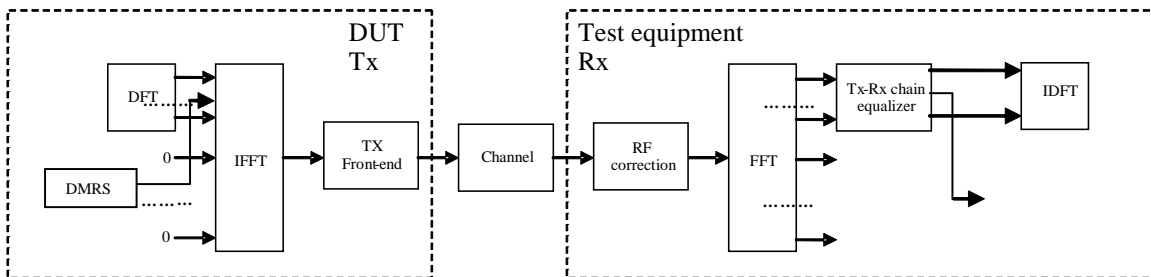 DUT
Tx
Test equipment
Rx
DFT
………
IFFT
0
DMRS
………
0
TX
Front-end
Channel
RF
correction
FFT
………
………
Tx-Rx chain
equalizer
IDFT